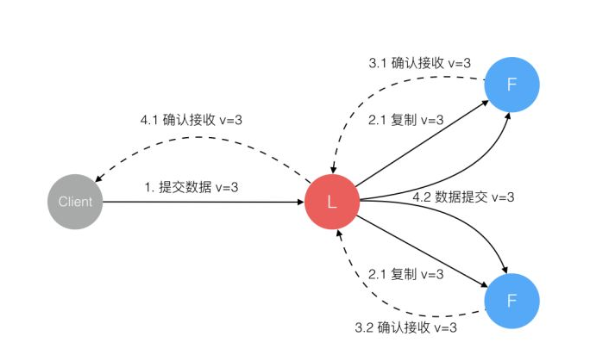 3.1 确认接收 v=3
F
2.1 复制 v=3
4.1 确认接收 v=3
1. 提交数据 v=3
Client
L
4.2 数据提交 v=3
2.1 复制 v=3
F
3.2 确认接收 v=3